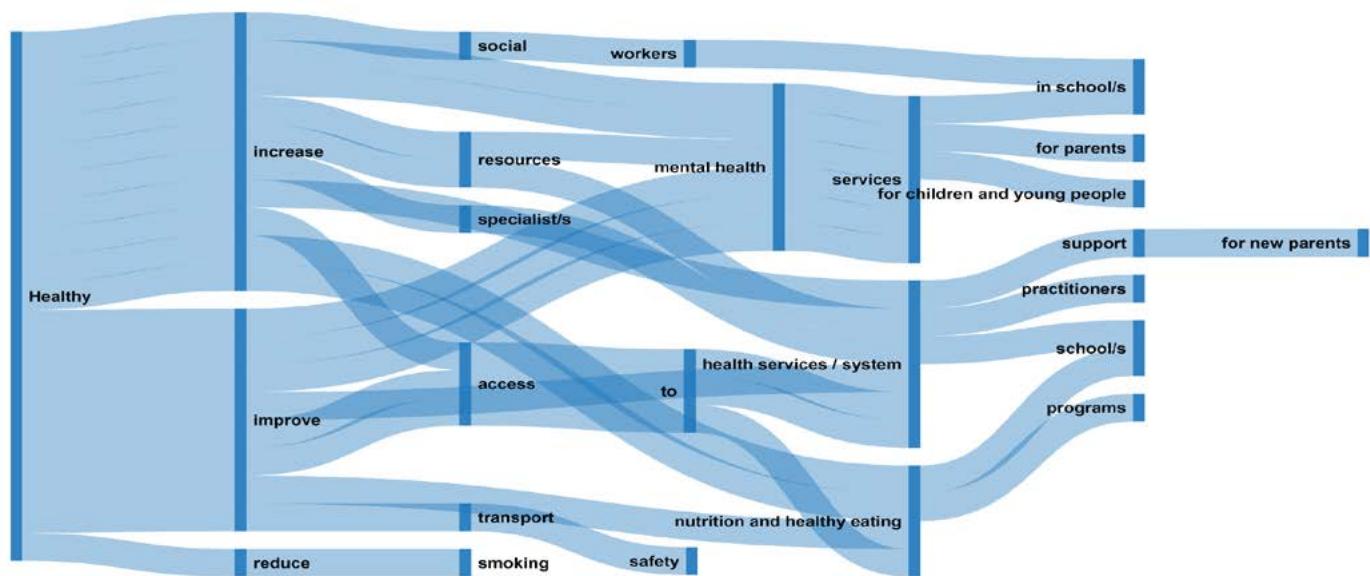 Healthy
increase
improve
reduce
social
resources
specialist/s
access
transport
smoking
workers
to
safety
mental health
services
health services / system
nutrition and healthy eating
in school/s
for parents
for children and young people
support
practitioners
school/s
programs
for new parents